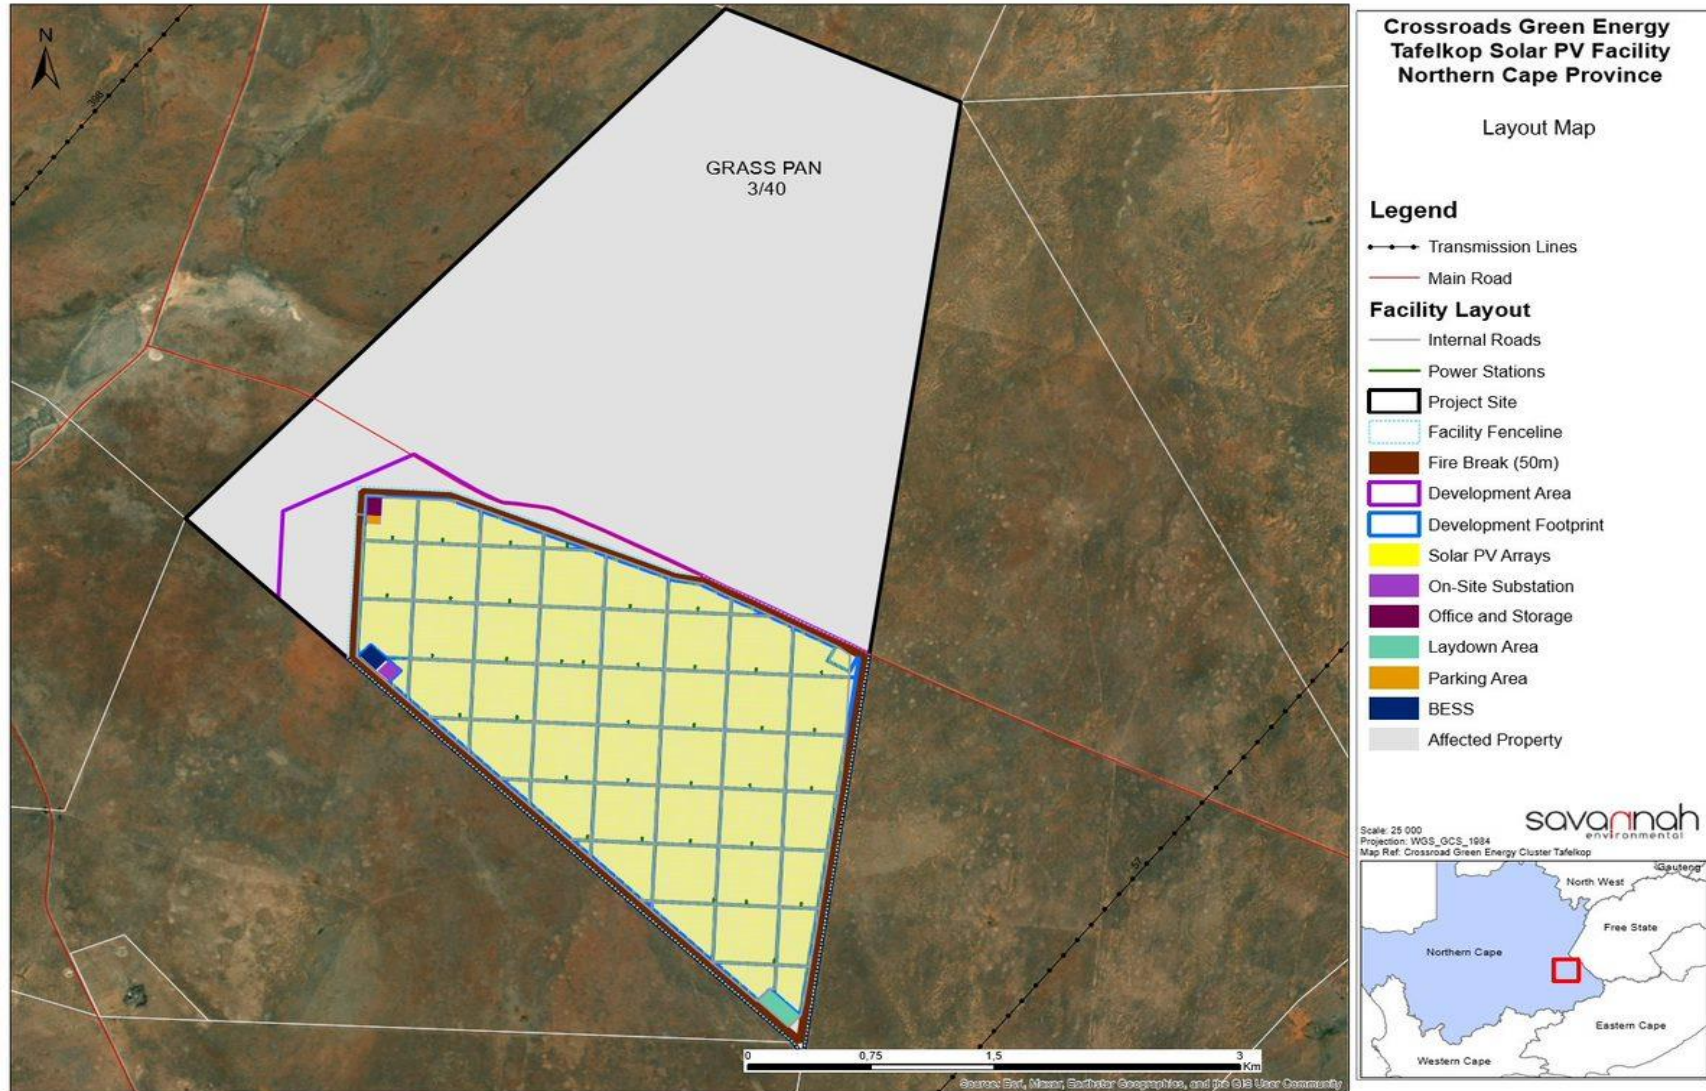 N
398
GRASS PAN
3/40
57
0 0,75 1,5 3
Km
Source: Esri, Maxar, Earthstar Geographics, and the GIS User Community
Crossroads Green Energy
Tafelkop Solar PV Facility
Northern Cape Province
Layout Map
Legend
Transmission Lines
Main Road
Facility Layout
Internal Roads
Power Stations
Project Site
Facility Fenceline
Fire Break (50m)
Development Area
Development Footprint
Solar PV Arrays
On-Site Substation
Office and Storage
Laydown Area
Parking Area
BESS
Affected Property
savannah
environmental
Scale: 25 000
Projection: WGS_GCS_1984
Map Ref: Crossroad Green Energy Cluster Tafelkop
Gauteng
North West
Free State
Northern Cape
Eastern Cape
Western Cape